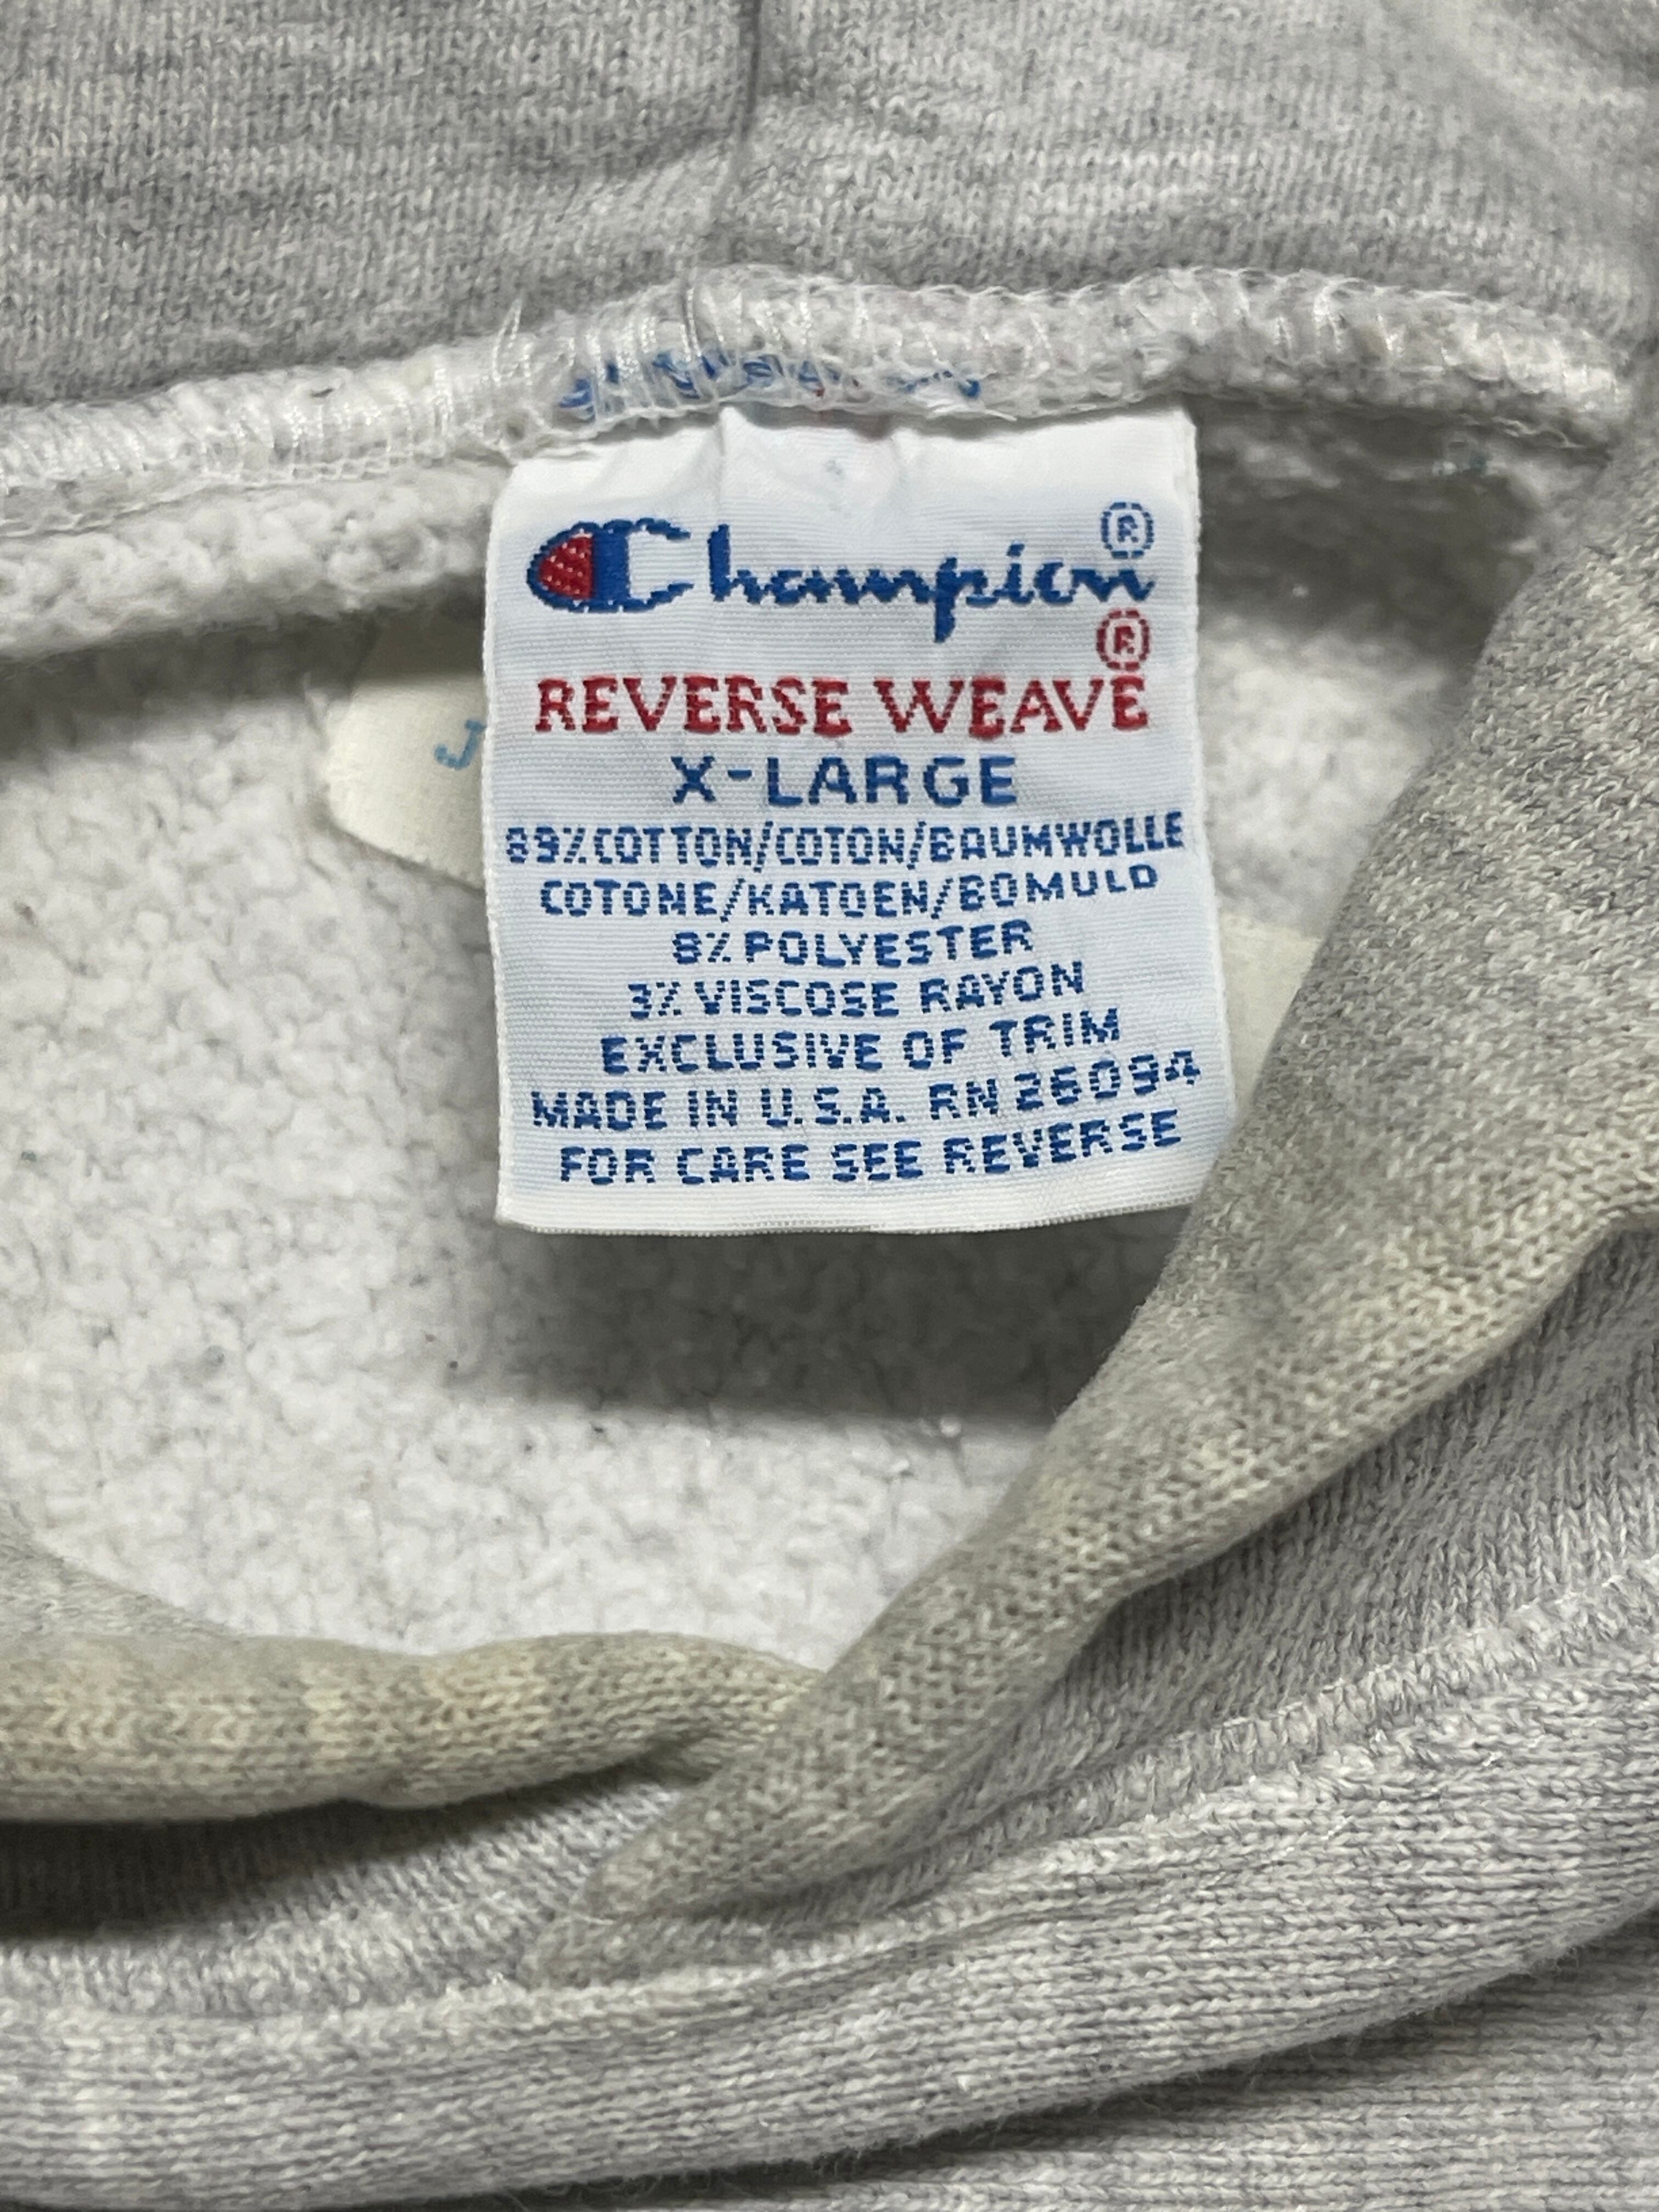 Champion®
®
REVERSE WEAVE
X-LARGE
89% COTTON/COTON/BAUMWOLLE
COTONE/KATOEN/BOMULD
8% POLYESTER
3% VISCOSE RAYON
EXCLUSIVE OF TRIM
MADE IN U.S.A. RN 26094
FOR CARE SEE REVERSE
J